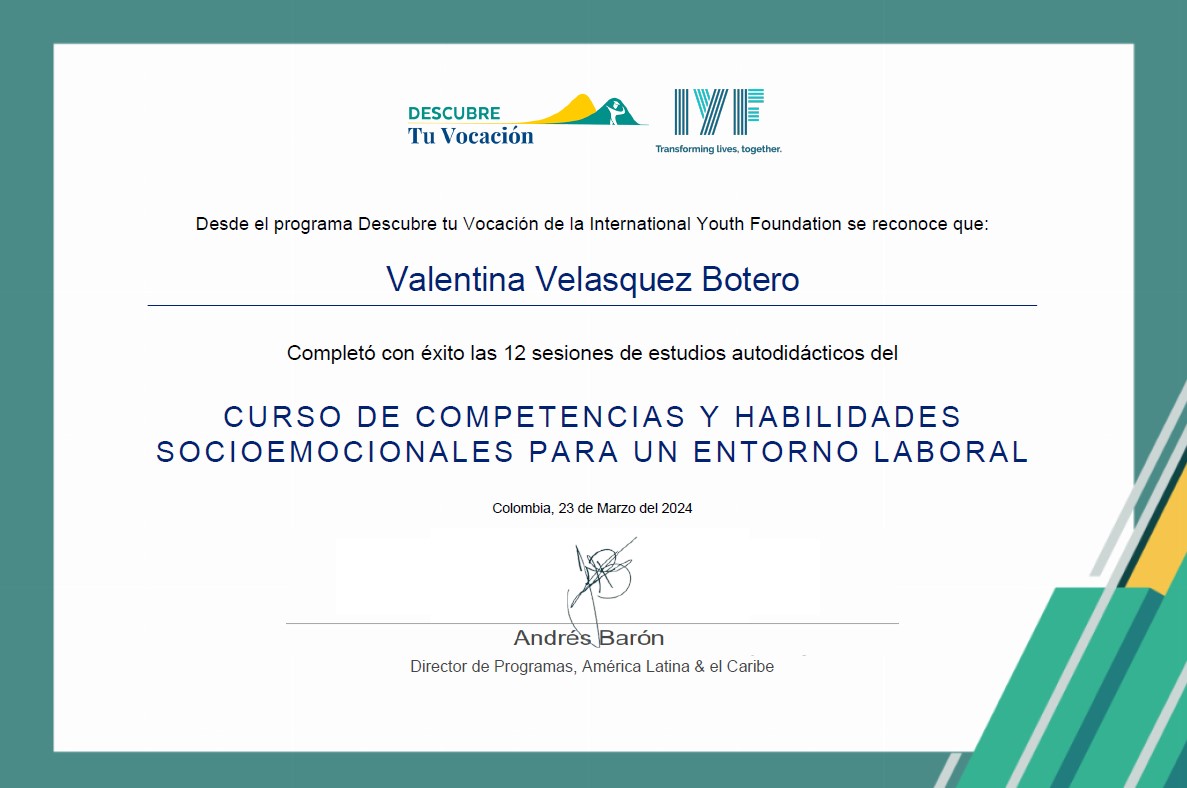 DESCUBRE
Tu Vocación
IYF
Transforming lives, together.
Desde el programa Descubre tu Vocación de la International Youth Foundation se reconoce que:
Valentina Velasquez Botero
Completó con éxito las 12 sesiones de estudios autodidácticos del
CURSO DE COMPETENCIAS Y HABILIDADES
SOCIOEMOCIONALES PARA UN ENTORNO LABORAL
Colombia, 23 de Marzo del 2024
Andrés Barón
Director de Programas, América Latina & el Caribe